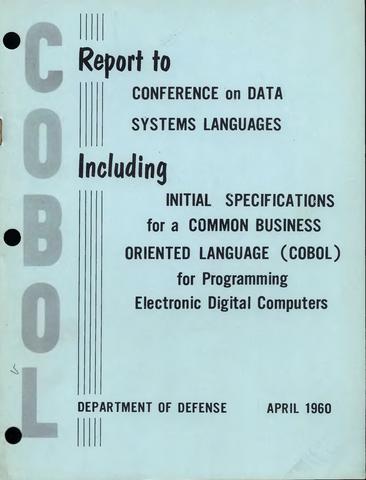 COBOL
Report to
CONFERENCE on DATA
SYSTEMS LANGUAGES
Including
INITIAL SPECIFICATIONS
for a COMMON BUSINESS
ORIENTED LANGUAGE (COBOL)
for Programming
Electronic Digital Computers
DEPARTMENT OF DEFENSE APRIL 1960